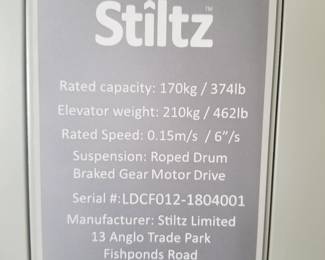 Stiltz™
Rated capacity: 170kg / 374lb
Elevator weight: 210kg / 462lb
Rated Speed: 0.15m/s / 6"/s
Suspension: Roped Drum
Braked Gear Motor Drive
Serial #:LDCF012-1804001
Manufacturer: Stiltz Limited
13 Anglo Trade Park
Fishponds Road